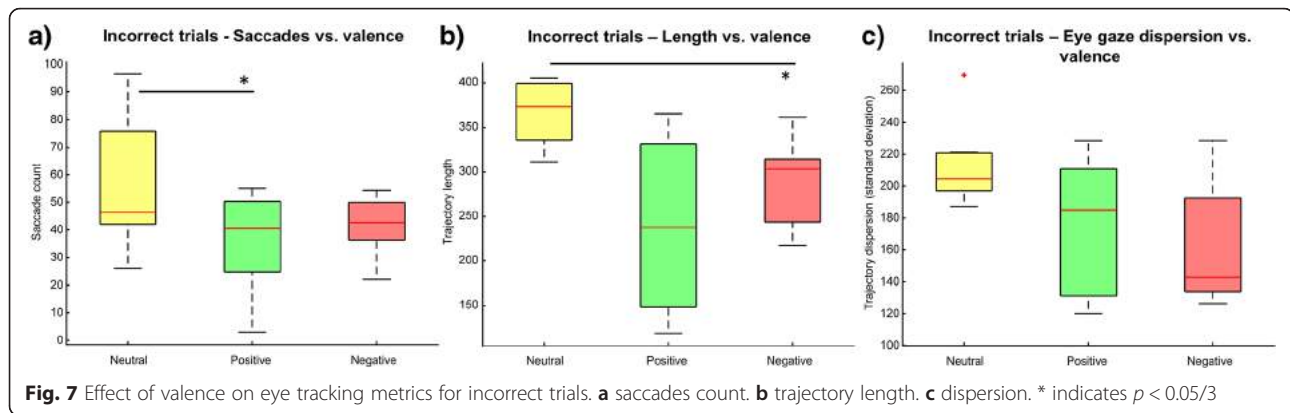 a)
Incorrect trials - Saccades vs. valence
Saccade count
100
90
80
70
60
50
40
30
20
10
0
*
Neutral Positive Negative
b)
Incorrect trials – Length vs. valence
Trajectory length
400
350
300
250
200
150
*
Neutral Positive Negative
c)
Incorrect trials – Eye gaze dispersion vs.
valence
Trajectory dispersion (standard deviation)
260
240
220
200
180
160
140
120
100
Neutral Positive Negative
Fig. 7 Effect of valence on eye tracking metrics for incorrect trials. a saccades count. b trajectory length. c dispersion. * indicates p < 0.05/3